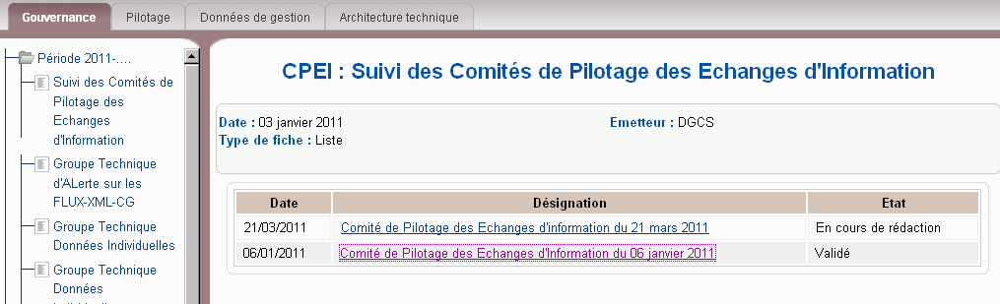 Gouvernance Pilotage Données de gestion Architecture technique
Période 2011-....
Suivi des Comités de
Pilotage des
Echanges
d'Information
Groupe Technique
d'ALerte sur les
FLUX-XML-CG
Groupe Technique
Données Individuelles
Groupe Technique
Données
CPEI : Suivi des Comités de Pilotage des Echanges d'Information
Date : 03 janvier 2011 Emetteur : DGCS
Type de fiche : Liste
Date Désignation Etat
21/03/2011 Comité de Pilotage des Echanges d'information du 21 mars 2011 En cours de rédaction
06/01/2011 Comité de Pilotage des Echanges d'Information du 06 janvier 2011 Validé